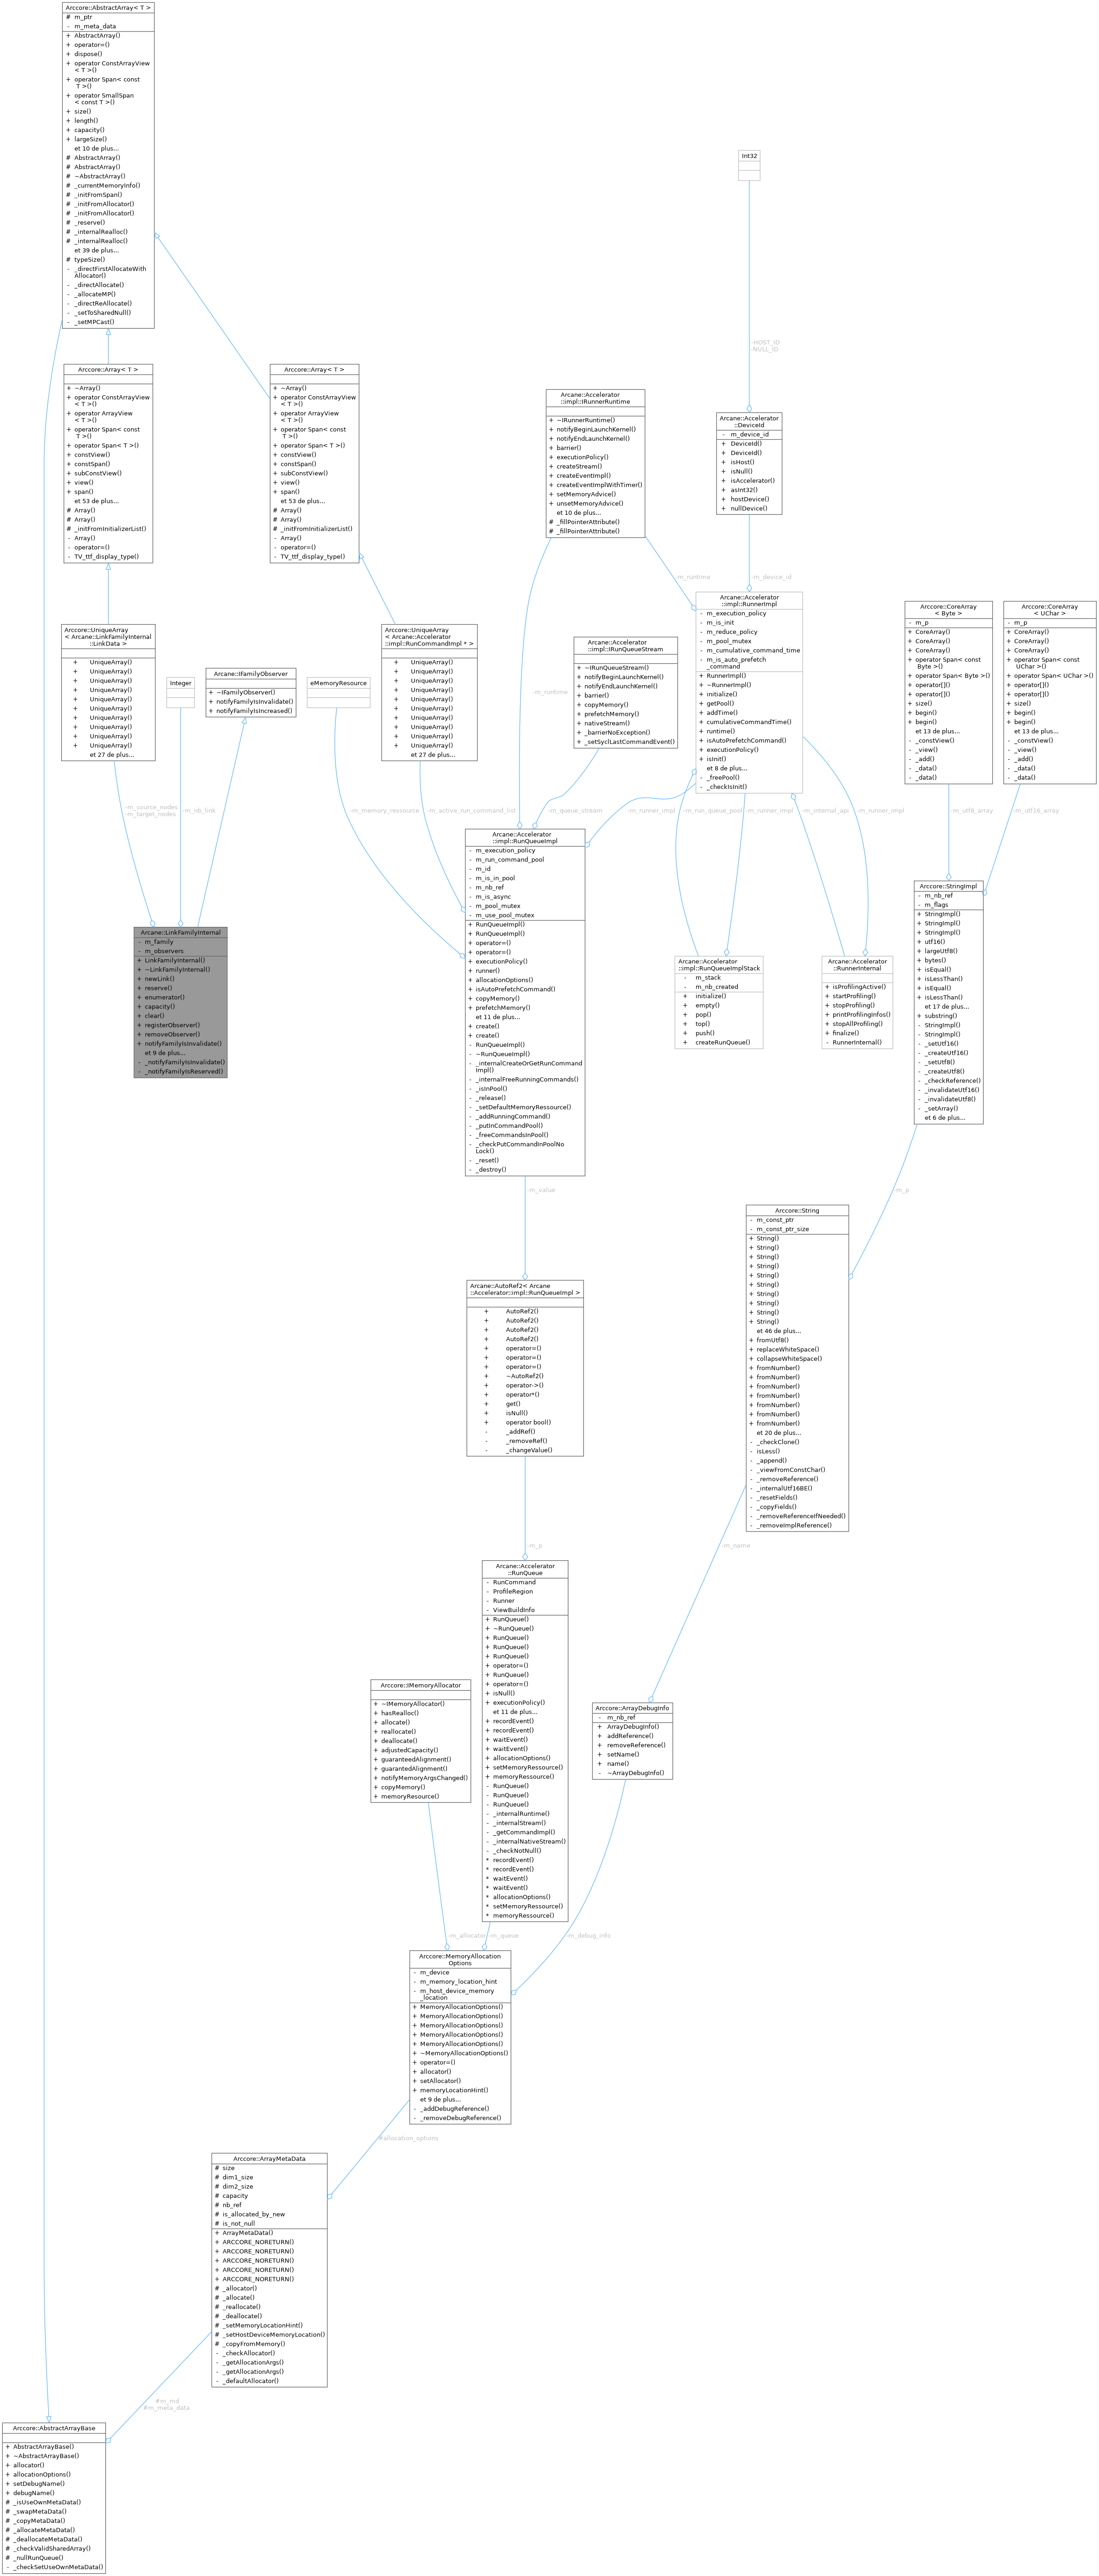 Arccore::AbstractArray< T >
# m_ptr
- m_meta_data
+ AbstractArray()
+ operator=()
+ dispose()
+ operator ConstArrayView
< T >()
+ operator Span< const
T >()
+ operator SmallSpan
< const T >()
+ size()
+ length()
+ capacity()
+ largeSize()
et 10 de plus...
# AbstractArray()
# AbstractArray()
# ~AbstractArray()
# _currentMemoryInfo()
# _initFromSpan()
# _initFromAllocator()
# _initFromAllocator()
# _reserve()
# _internalRealloc()
# _internalRealloc()
et 39 de plus...
# typeSize()
- _directFirstAllocateWith
Allocator()
- _directAllocate()
- _allocateMP()
- _directReAllocate()
- _setToSharedNull()
- _setMPCast()
Int32
-HOST_ID
-NULL_ID
Arccore::Array< T >
+ ~Array()
+ operator ConstArrayView
< T >()
+ operator ArrayView
< T >()
+ operator Span< const
T >()
+ operator Span< T >()
+ constView()
+ constSpan()
+ subConstView()
+ view()
+ span()
et 53 de plus...
# Array()
# Array()
# _initFromInitializerList()
- Array()
- operator=()
- TV_ttf_display_type()
Arccore::Array< T >
+ ~Array()
+ operator ConstArrayView
< T >()
+ operator ArrayView
< T >()
+ operator Span< const
T >()
+ operator Span< T >()
+ constView()
+ constSpan()
+ subConstView()
+ view()
+ span()
et 53 de plus...
# Array()
# Array()
# _initFromInitializerList()
- Array()
- operator=()
- TV_ttf_display_type()
Arcane::Accelerator
::impl::IRunnerRuntime
+ ~IRunnerRuntime()
+ notifyBeginLaunchKernel()
+ notifyEndLaunchKernel()
+ barrier()
+ executionPolicy()
+ createStream()
+ createEventImpl()
+ createEventImplWithTimer()
+ setMemoryAdvice()
+ unsetMemoryAdvice()
et 10 de plus...
# _fillPointerAttribute()
# _fillPointerAttribute()
Arcane::Accelerator
::DeviceId
- m_device_id
+ DeviceId()
+ DeviceId()
+ isHost()
+ isNull()
+ isAccelerator()
+ asInt32()
+ hostDevice()
+ nullDevice()
-m_runtime
-m_device_id
Arccore::UniqueArray
< Arcane::LinkFamilyInternal
::LinkData >
+ UniqueArray()
+ UniqueArray()
+ UniqueArray()
+ UniqueArray()
+ UniqueArray()
+ UniqueArray()
+ UniqueArray()
+ UniqueArray()
+ UniqueArray()
+ UniqueArray()
et 27 de plus...
Integer
Arcane::IFamilyObserver
+ ~IFamilyObserver()
+ notifyFamilyIsInvalidate()
+ notifyFamilyIsIncreased()
eMemoryResource
Arccore::UniqueArray
< Arcane::Accelerator
::impl::RunCommandImpl * >
+ UniqueArray()
+ UniqueArray()
+ UniqueArray()
+ UniqueArray()
+ UniqueArray()
+ UniqueArray()
+ UniqueArray()
+ UniqueArray()
+ UniqueArray()
+ UniqueArray()
et 27 de plus...
-m_runtime
Arcane::Accelerator
::impl::IRunQueueStream
+ ~IRunQueueStream()
+ notifyBeginLaunchKernel()
+ notifyEndLaunchKernel()
+ barrier()
+ copyMemory()
+ prefetchMemory()
+ nativeStream()
+ _barrierNoException()
+ _setSyclLastCommandEvent()
Arcane::Accelerator
::impl::RunnerImpl
- m_execution_policy
- m_is_init
- m_reduce_policy
- m_pool_mutex
- m_cumulative_command_time
- m_is_auto_prefetch
_command
+ RunnerImpl()
+ ~RunnerImpl()
+ initialize()
+ getPool()
+ addTime()
+ cumulativeCommandTime()
+ runtime()
+ isAutoPrefetchCommand()
+ executionPolicy()
+ isInit()
et 8 de plus...
- _freePool()
- _checkIsInit()
Arccore::CoreArray
< Byte >
- m_p
+ CoreArray()
+ CoreArray()
+ CoreArray()
+ operator Span< const
Byte >()
+ operator Span< Byte >()
+ operator[]()
+ operator[]()
+ size()
+ begin()
+ begin()
et 13 de plus...
- _constView()
- _view()
- _add()
- _data()
- _data()
Arccore::CoreArray
< UChar >
- m_p
+ CoreArray()
+ CoreArray()
+ CoreArray()
+ operator Span< const
UChar >()
+ operator Span< UChar >()
+ operator[]()
+ operator[]()
+ size()
+ begin()
+ begin()
et 13 de plus...
- _constView()
- _view()
- _add()
- _data()
- _data()
-m_source_nodes
-m_target_nodes
-m_nb_link
-m_memory_ressource
-m_active_run_command_list
-m_queue_stream
-m_runner_impl
-m_run_queue_pool
-m_runner_impl
-m_internal_api
-m_runner_impl
-m_utf8_array
-m_utf16_array
Arcane::LinkFamilyInternal
- m_family
- m_observers
+ LinkFamilyInternal()
+ ~LinkFamilyInternal()
+ newLink()
+ reserve()
+ enumerator()
+ capacity()
+ clear()
+ registerObserver()
+ removeObserver()
+ notifyFamilyIsInvalidate()
et 9 de plus...
- _notifyFamilyIsInvalidate()
- _notifyFamilyIsReserved()
Arcane::Accelerator
::impl::RunQueueImpl
- m_execution_policy
- m_run_command_pool
- m_id
- m_is_in_pool
- m_nb_ref
- m_is_async
- m_pool_mutex
- m_use_pool_mutex
+ RunQueueImpl()
+ RunQueueImpl()
+ operator=()
+ operator=()
+ executionPolicy()
+ runner()
+ allocationOptions()
+ isAutoPrefetchCommand()
+ copyMemory()
+ prefetchMemory()
et 11 de plus...
+ create()
+ create()
- RunQueueImpl()
- ~RunQueueImpl()
- _internalCreateOrGetRunCommand
Impl()
- _internalFreeRunningCommands()
- _isInPool()
- _release()
- _setDefaultMemoryRessource()
- _addRunningCommand()
- _putInCommandPool()
- _freeCommandsInPool()
- _checkPutCommandInPoolNo
Lock()
- _reset()
- _destroy()
Arcane::Accelerator
::impl::RunQueueImplStack
- m_stack
- m_nb_created
+ initialize()
+ empty()
+ pop()
+ top()
+ push()
+ createRunQueue()
Arcane::Accelerator
::RunnerInternal
+ isProfilingActive()
+ startProfiling()
+ stopProfiling()
+ printProfilingInfos()
+ stopAllProfiling()
+ finalize()
- RunnerInternal()
Arccore::StringImpl
- m_nb_ref
- m_flags
+ StringImpl()
+ StringImpl()
+ StringImpl()
+ utf16()
+ largeUtf8()
+ bytes()
+ isEqual()
+ isLessThan()
+ isEqual()
+ isLessThan()
et 17 de plus...
+ substring()
- StringImpl()
- StringImpl()
- _setUtf16()
- _createUtf16()
- _setUtf8()
- _createUtf8()
- _checkReference()
- _invalidateUtf16()
- _invalidateUtf8()
- _setArray()
et 6 de plus...
-m_value
-m_p
Arccore::String
- m_const_ptr
- m_const_ptr_size
+ String()
+ String()
+ String()
+ String()
+ String()
+ String()
+ String()
+ String()
+ String()
+ String()
et 46 de plus...
+ fromUtf8()
+ replaceWhiteSpace()
+ collapseWhiteSpace()
+ fromNumber()
+ fromNumber()
+ fromNumber()
+ fromNumber()
+ fromNumber()
+ fromNumber()
+ fromNumber()
et 20 de plus...
- _checkClone()
- isLess()
- _append()
- _viewFromConstChar()
- _removeReference()
- _internalUtf16BE()
- _resetFields()
- _copyFields()
- _removeReferenceIfNeeded()
- _removeImplReference()
Arcane::AutoRef2< Arcane
::Accelerator::impl::RunQueueImpl >
+ AutoRef2()
+ AutoRef2()
+ AutoRef2()
+ AutoRef2()
+ operator=()
+ operator=()
+ operator=()
+ ~AutoRef2()
+ operator->()
+ operator*()
+ get()
+ isNull()
+ operator bool()
- _addRef()
- _removeRef()
- _changeValue()
-m_p
-m_name
Arcane::Accelerator
::RunQueue
- RunCommand
- ProfileRegion
- Runner
- ViewBuildInfo
+ RunQueue()
+ ~RunQueue()
+ RunQueue()
+ RunQueue()
+ RunQueue()
+ operator=()
+ RunQueue()
+ operator=()
+ isNull()
+ executionPolicy()
et 11 de plus...
+ recordEvent()
+ recordEvent()
+ waitEvent()
+ waitEvent()
+ allocationOptions()
+ setMemoryRessource()
+ memoryRessource()
- RunQueue()
- RunQueue()
- RunQueue()
- _internalRuntime()
- _internalStream()
- _getCommandImpl()
- _internalNativeStream()
- _checkNotNull()
* recordEvent()
* recordEvent()
* waitEvent()
* waitEvent()
* allocationOptions()
* setMemoryRessource()
* memoryRessource()
Arccore::IMemoryAllocator
+ ~IMemoryAllocator()
+ hasRealloc()
+ allocate()
+ reallocate()
+ deallocate()
+ adjustedCapacity()
+ guaranteedAlignment()
+ guarantedAlignment()
+ notifyMemoryArgsChanged()
+ copyMemory()
+ memoryResource()
Arccore::ArrayDebugInfo
- m_nb_ref
+ ArrayDebugInfo()
+ addReference()
+ removeReference()
+ setName()
+ name()
- ~ArrayDebugInfo()
-m_allocator
-m_queue
-m_debug_info
Arccore::MemoryAllocation
Options
- m_device
- m_memory_location_hint
- m_host_device_memory
_location
+ MemoryAllocationOptions()
+ MemoryAllocationOptions()
+ MemoryAllocationOptions()
+ MemoryAllocationOptions()
+ MemoryAllocationOptions()
+ ~MemoryAllocationOptions()
+ operator=()
+ allocator()
+ setAllocator()
+ memoryLocationHint()
et 9 de plus...
- _addDebugReference()
- _removeDebugReference()
#allocation_options
Arccore::ArrayMetaData
# size
# dim1_size
# dim2_size
# capacity
# nb_ref
# is_allocated_by_new
# is_not_null
+ ArrayMetaData()
+ ARCCORE_NORETURN()
+ ARCCORE_NORETURN()
+ ARCCORE_NORETURN()
+ ARCCORE_NORETURN()
+ ARCCORE_NORETURN()
# _allocator()
# _allocate()
# _reallocate()
# _deallocate()
# _setMemoryLocationHint()
# _setHostDeviceMemoryLocation()
# _copyFromMemory()
- _checkAllocator()
- _getAllocationArgs()
- _getAllocationArgs()
- _defaultAllocator()
#m_md
#m_meta_data
Arccore::AbstractArrayBase
+ AbstractArrayBase()
+ ~AbstractArrayBase()
+ allocator()
+ allocationOptions()
+ setDebugName()
+ debugName()
# _isUseOwnMetaData()
# _swapMetaData()
# _copyMetaData()
# _allocateMetaData()
# _deallocateMetaData()
# _checkValidSharedArray()
# _nullRunQueue()
- _checkSetUseOwnMetaData()